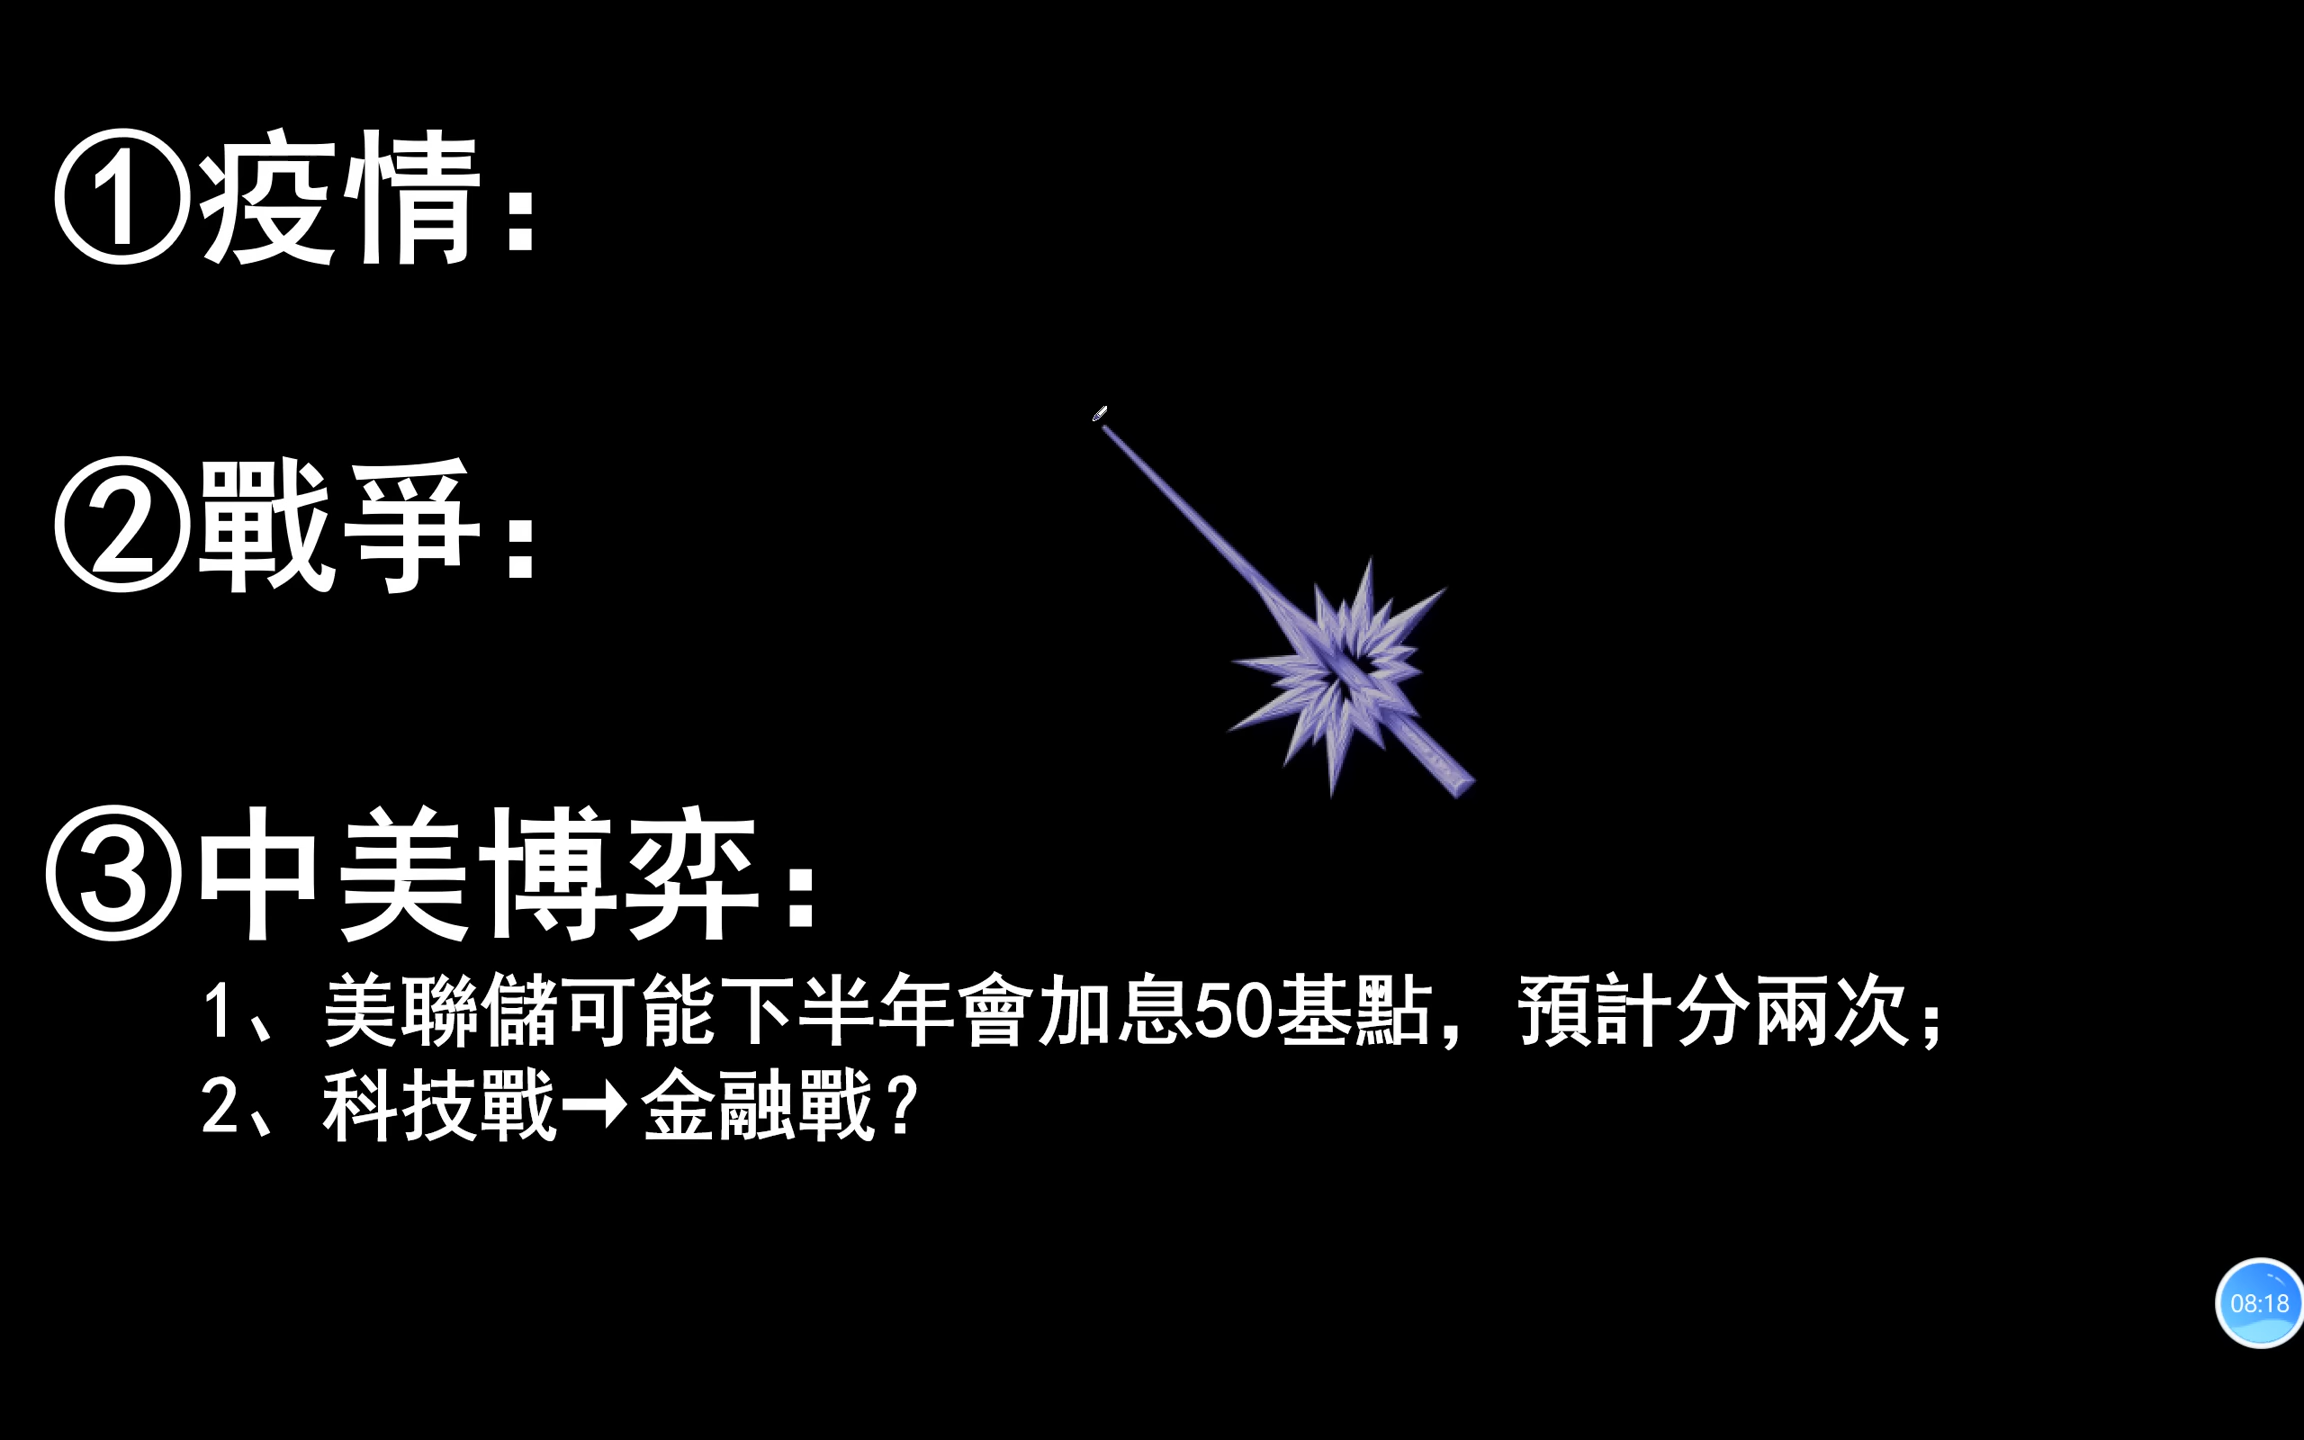 ①疫情：
②戰爭：
③中美博弈：
1、美聯儲可能下半年會加息50基點，預計分兩次；
2、科技戰→金融戰？
08:18